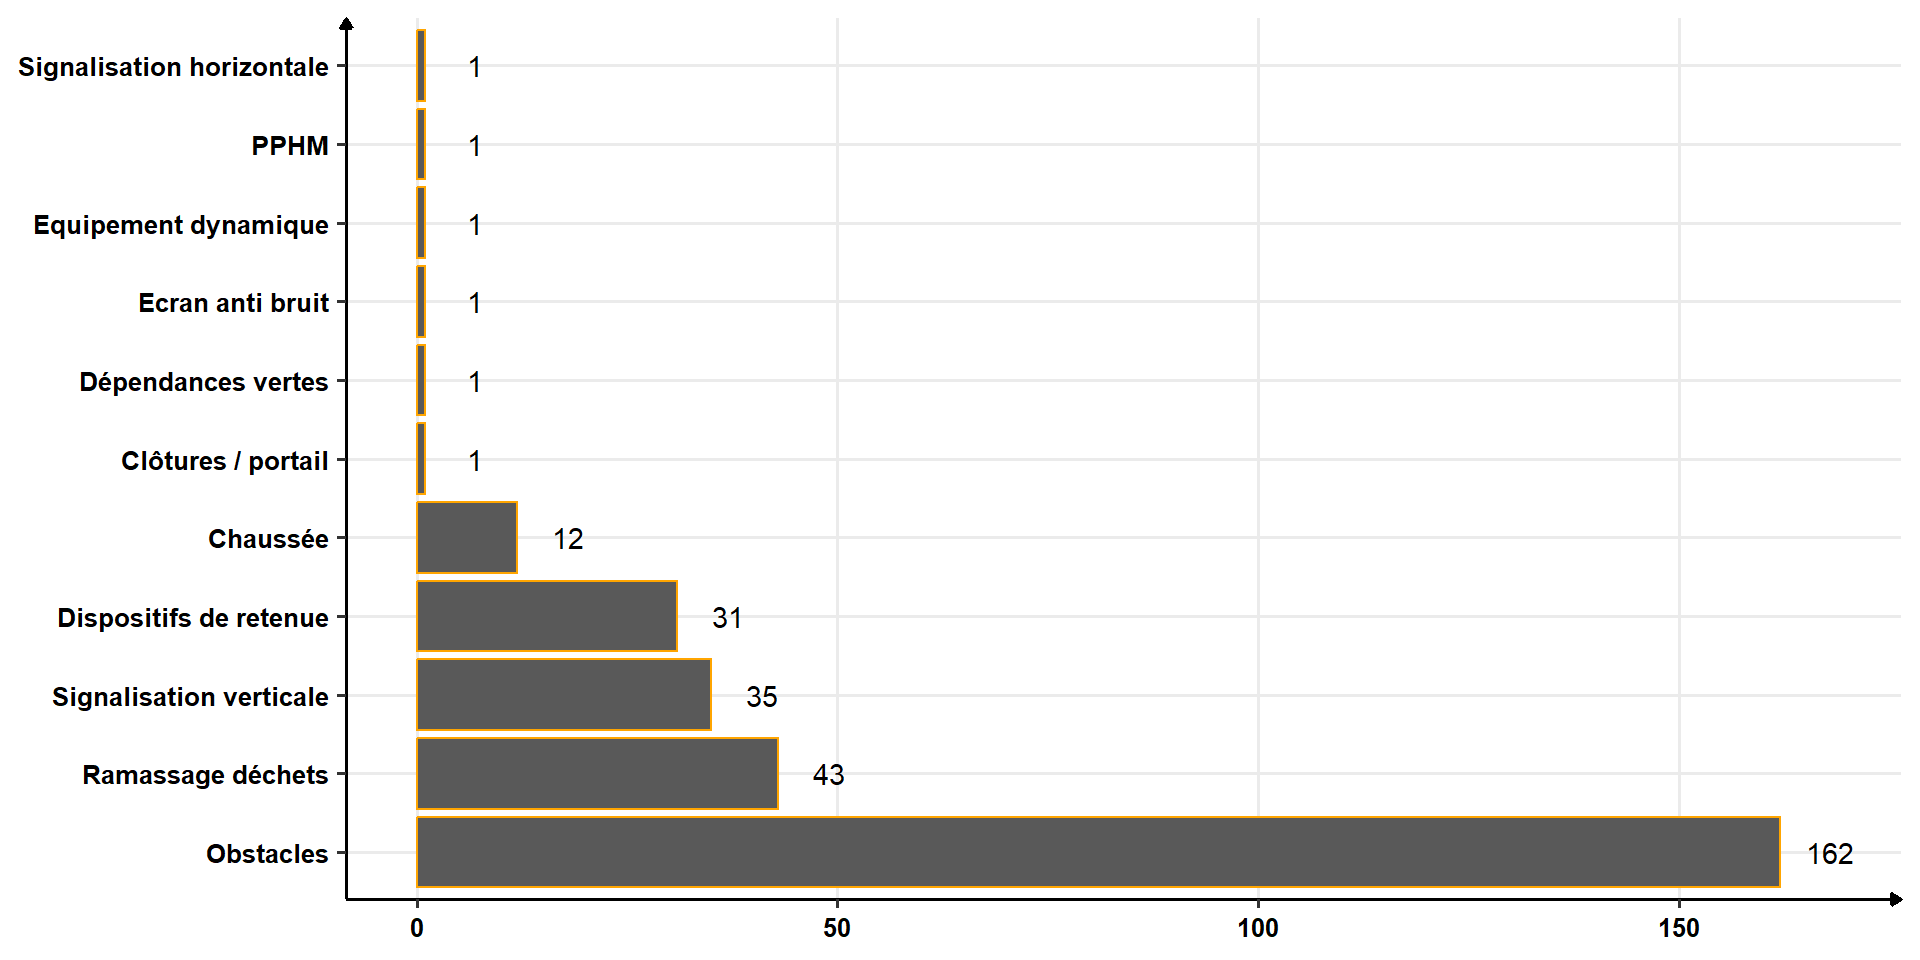 Signalisation horizontale 1
PPHM 1
Equipement dynamique 1
Ecran anti bruit 1
Dépendances vertes 1
Clôtures / portail 1
Chaussée 12
Dispositifs de retenue 31
Signalisation verticale 35
Ramassage déchets 43
Obstacles 162
0 50 100 150